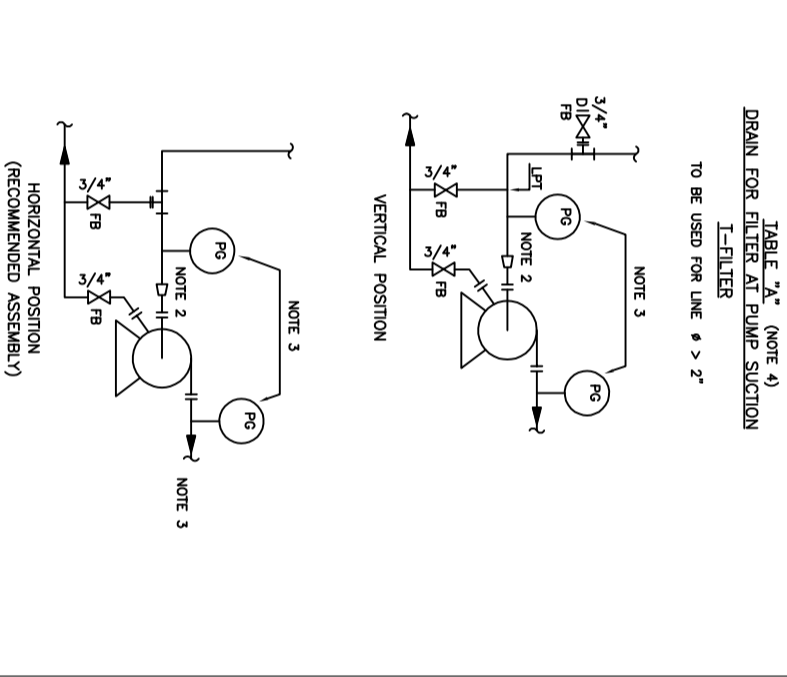 TABLE "A" (NOTE 4)
DRAIN FOR FILTER AT PUMP SUCTION
T-FILTER
TO BE USED FOR LINE ø > 2"
NOTE 3
3/4"
DI
FB
LPT
PG
PG
3/4"
FB
NOTE 2
3/4"
FB
VERTICAL POSITION
NOTE 3
PG
PG
3/4"
FB
NOTE 2
3/4"
FB
NOTE 3
HORIZONTAL POSITION
(RECOMMENDED ASSEMBLY)